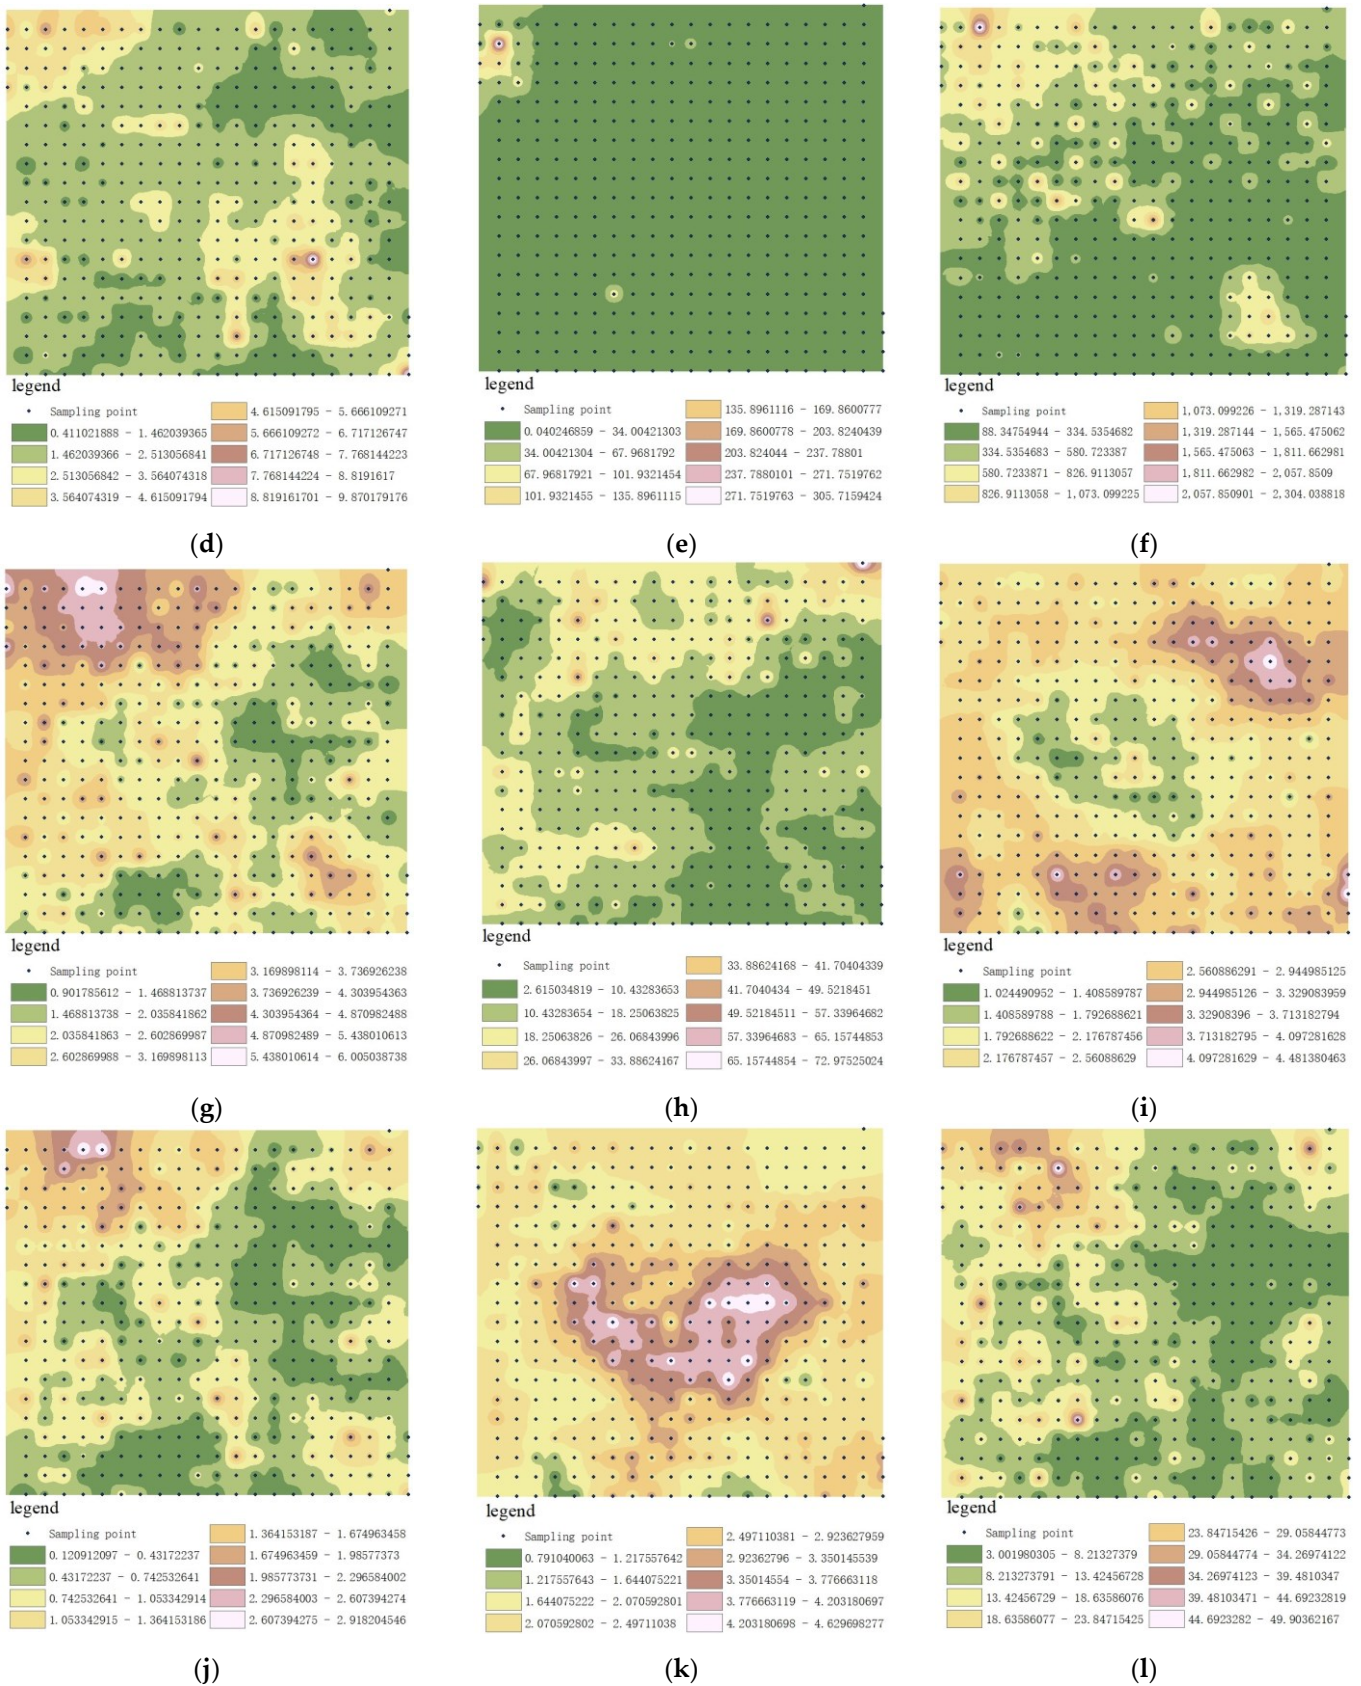 legend
Sampling point
0.411021888 - 1.462039365
1.462039366 - 2.513056841
2.513056842 - 3.564074318
3.564074319 - 4.615091794
4.615091795 - 5.666109271
5.666109272 - 6.717126747
6.717126748 - 7.768144223
7.768144224 - 8.8191617
8.819161701 - 9.870179176
(d)
legend
Sampling point
0.040246859 - 34.00421303
34.00421304 - 67.9681792
67.96817921 - 101.9321454
101.9321455 - 135.8961115
135.8961116 - 169.8600777
169.8600778 - 203.8240439
203.824044 - 237.78801
237.7880101 - 271.7519762
271.7519763 - 305.7159424
(e)
legend
Sampling point
88.34754944 - 334.5354682
334.5354683 - 580.723387
580.7233871 - 826.9113057
826.9113058 - 1,073.099225
1,073.099226 - 1,319.287143
1,319.287144 - 1,565.475062
1,565.475063 - 1,811.662981
1,811.662982 - 2,057.8509
2,057.850901 - 2,304.038818
(f)
legend
Sampling point
0.901785612 - 1.468813737
1.468813738 - 2.035841862
2.035841863 - 2.602869987
2.602869988 - 3.169898113
3.169898114 - 3.736926238
3.736926239 - 4.303954363
4.303954364 - 4.870982488
4.870982489 - 5.438010613
5.438010614 - 6.005038738
(g)
legend
Sampling point
2.615034819 - 10.43283653
10.43283654 - 18.25063825
18.25063826 - 26.06843996
26.06843997 - 33.88624167
33.88624168 - 41.70404339
41.7040434 - 49.5218451
49.52184511 - 57.33964682
57.33964683 - 65.15744853
65.15744854 - 72.97525024
(h)
legend
Sampling point
1.024490952 - 1.408589787
1.408589788 - 1.792688621
1.792688622 - 2.176787456
2.176787457 - 2.56088629
2.560886291 - 2.944985125
2.944985126 - 3.329083959
3.32908396 - 3.713182794
3.713182795 - 4.097281628
4.097281629 - 4.481380463
(i)
legend
Sampling point
0.120912097 - 0.43172237
0.43172237 - 0.742532641
0.742532641 - 1.053342914
1.053342915 - 1.364153186
1.364153187 - 1.674963458
1.674963459 - 1.98577373
1.985773731 - 2.296584002
2.296584003 - 2.607394274
2.607394275 - 2.918204546
(j)
legend
Sampling point
0.791040063 - 1.217557642
1.217557643 - 1.644075221
1.644075222 - 2.070592801
2.070592802 - 2.49711038
2.497110381 - 2.923627959
2.92362796 - 3.350145539
3.35014554 - 3.776663118
3.776663119 - 4.203180697
4.203180698 - 4.629698277
(k)
legend
Sampling point
3.001980305 - 8.21327379
8.213273791 - 13.42456728
13.42456729 - 18.63586076
18.63586077 - 23.84715425
23.84715426 - 29.05844773
29.05844774 - 34.26974122
34.26974123 - 39.4810347
39.48103471 - 44.69232819
44.6923282 - 49.90362167
(l)